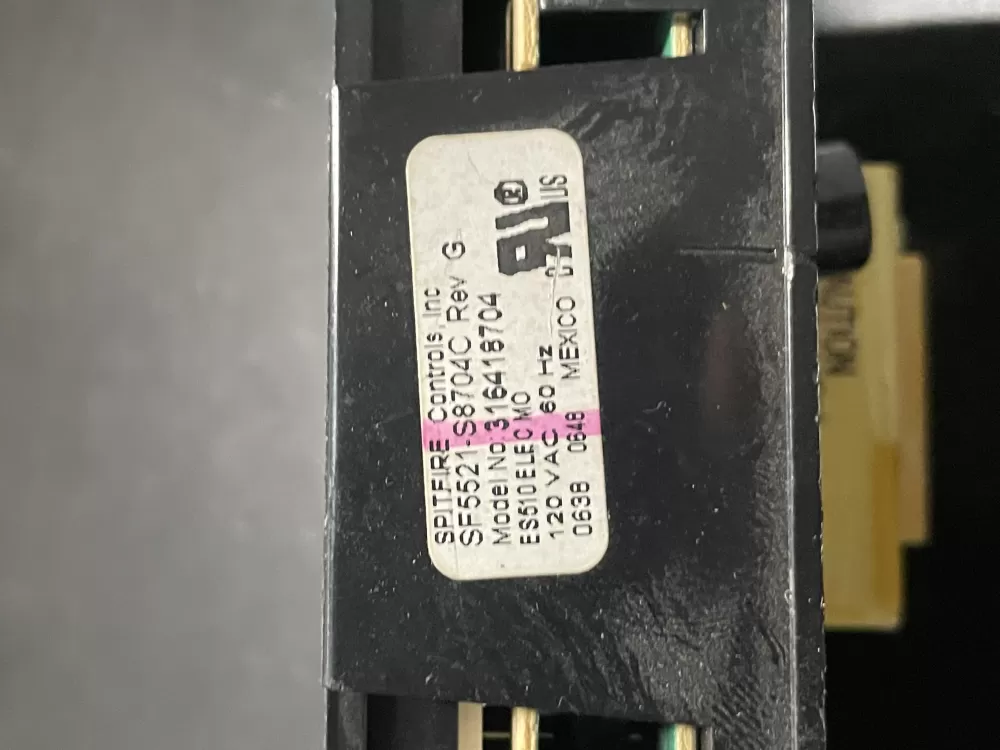 SPITFIRE Controls, Inc
SF5521-S8704C Rev G
Model No:316418704
ES510 ELEC MO
120 VAC 60 Hz
0638 0648 MEXICO
US